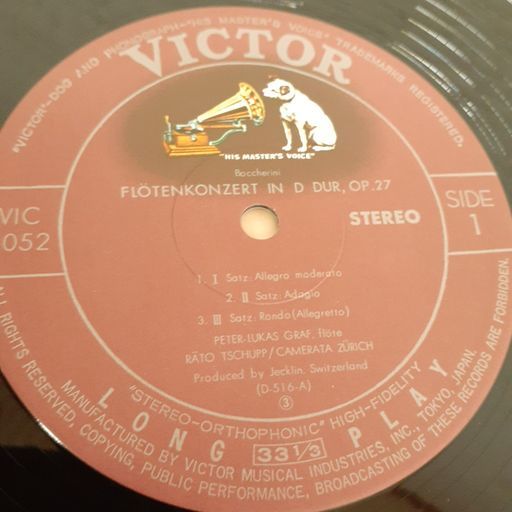 "VICTOR"-DOG AND PHONOGRAPH-"HIS MASTER'S VOICE" TRADEMARKS REGISTERED.
VICTOR
"HIS MASTER'S VOICE"
Boccherini
FLÖTENKONZERT IN D DUR, OP.27
VIC
052
STEREO
SIDE
1
1. I Satz: Allegro moderato
2. II Satz: Adagio
3. III Satz: Rondo (Allegretto)
PETER-LUKAS GRAF, flöte
RÄTO TSCHUPP/CAMERATA ZÜRICH
Produced by Jecklin, Switzerland
(D-516-A)
3
"STEREO-ORTHOPHONIC" HIGH-FIDELITY
LONG 33 1/3 PLAY
MANUFACTURED BY VICTOR MUSICAL INDUSTRIES, INC., TOKYO, JAPAN.
ALL RIGHTS RESERVED, COPYING, PUBLIC PERFORMANCE, BROADCASTING OF THESE RECORDS ARE FORBIDDEN.